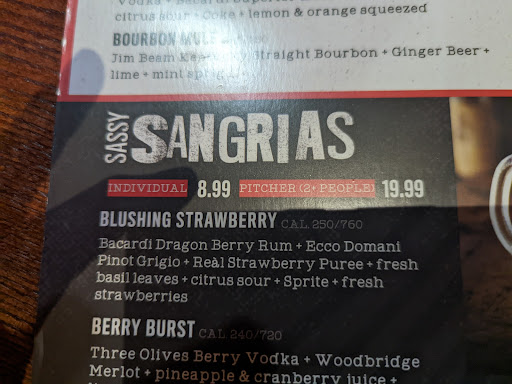 citrus sour + Coke + lemon & orange squeezed
BOURBON MULE
Jim Beam Straight Bourbon + Ginger Beer +
lime + mint
SASSY SANGRIAS
INDIVIDUAL 8.99 PITCHER (2+ PEOPLE) 19.99
BLUSHING STRAWBERRY CAL. 250/760
Bacardi Dragon Berry Rum + Ecco Domani
Pinot Grigio + Reàl Strawberry Puree + fresh
basil leaves + citrus sour + Sprite + fresh
strawberries
BERRY BURST CAL. 240/720
Three Olives Berry Vodka + Woodbridge
Merlot + pineapple & cranberry juice +